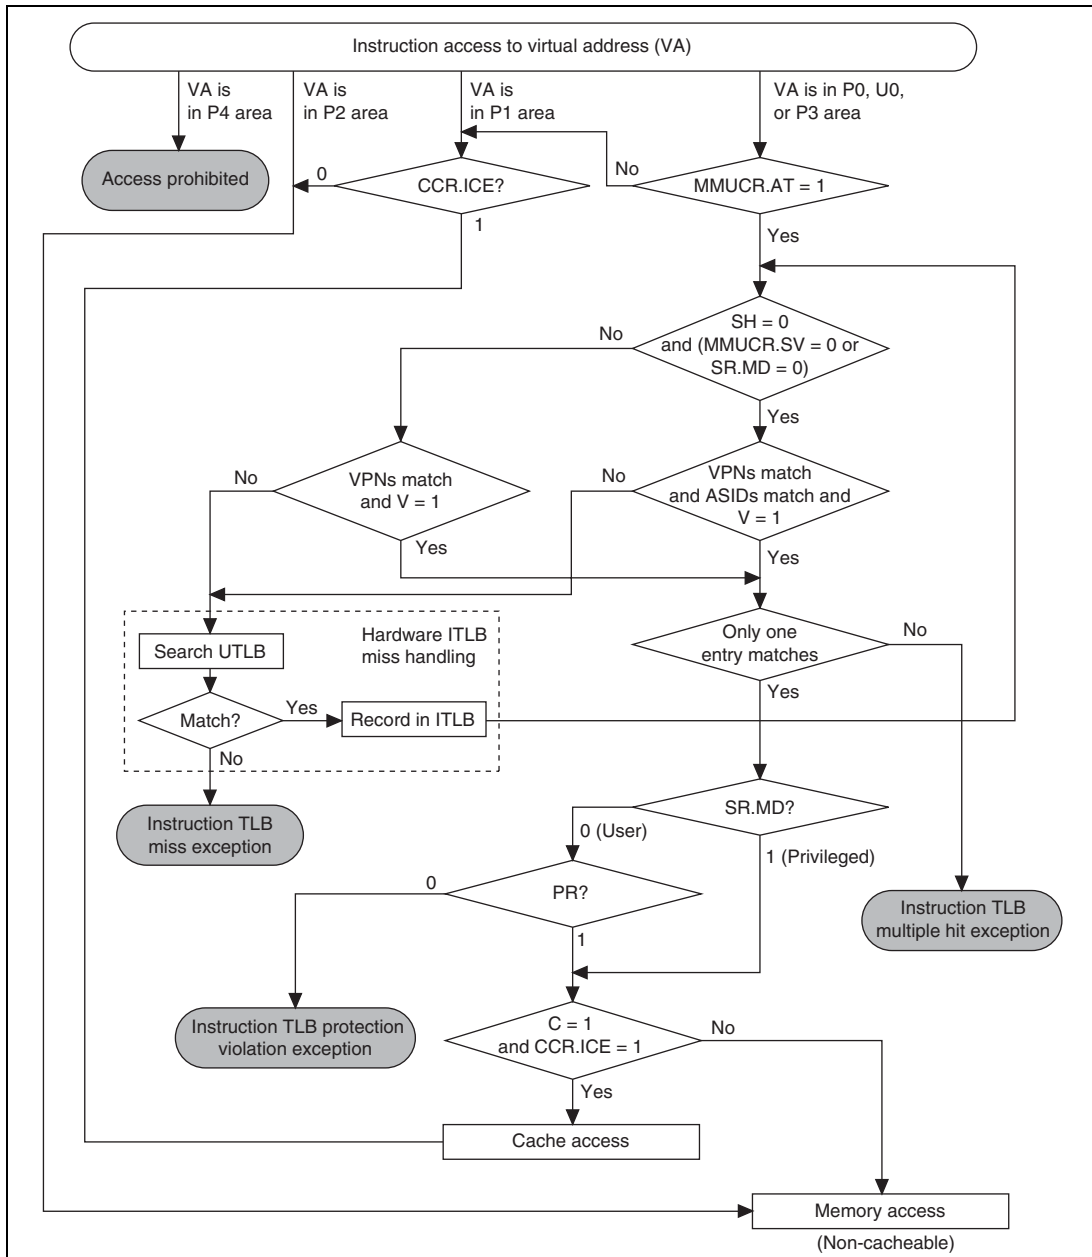 Instruction access to virtual address (VA)
VA is
in P4 area
VA is
in P2 area
VA is
in P1 area
VA is in P0, U0,
or P3 area
Access prohibited
0
CCR.ICE?
1
No
MMUCR.AT = 1
Yes
SH = 0
and (MMUCR.SV = 0 or
SR.MD = 0)
No
Yes
No
VPNs match
and V = 1
Yes
No
VPNs match
and ASIDs match and
V = 1
Yes
Hardware ITLB
miss handling
Search UTLB
Match?
Yes
Record in ITLB
No
Only one
entry matches
No
Yes
Instruction TLB
miss exception
SR.MD?
0 (User)
1 (Privileged)
0
PR?
1
Instruction TLB
multiple hit exception
Instruction TLB protection
violation exception
C = 1
and CCR.ICE = 1
No
Yes
Cache access
Memory access
(Non-cacheable)